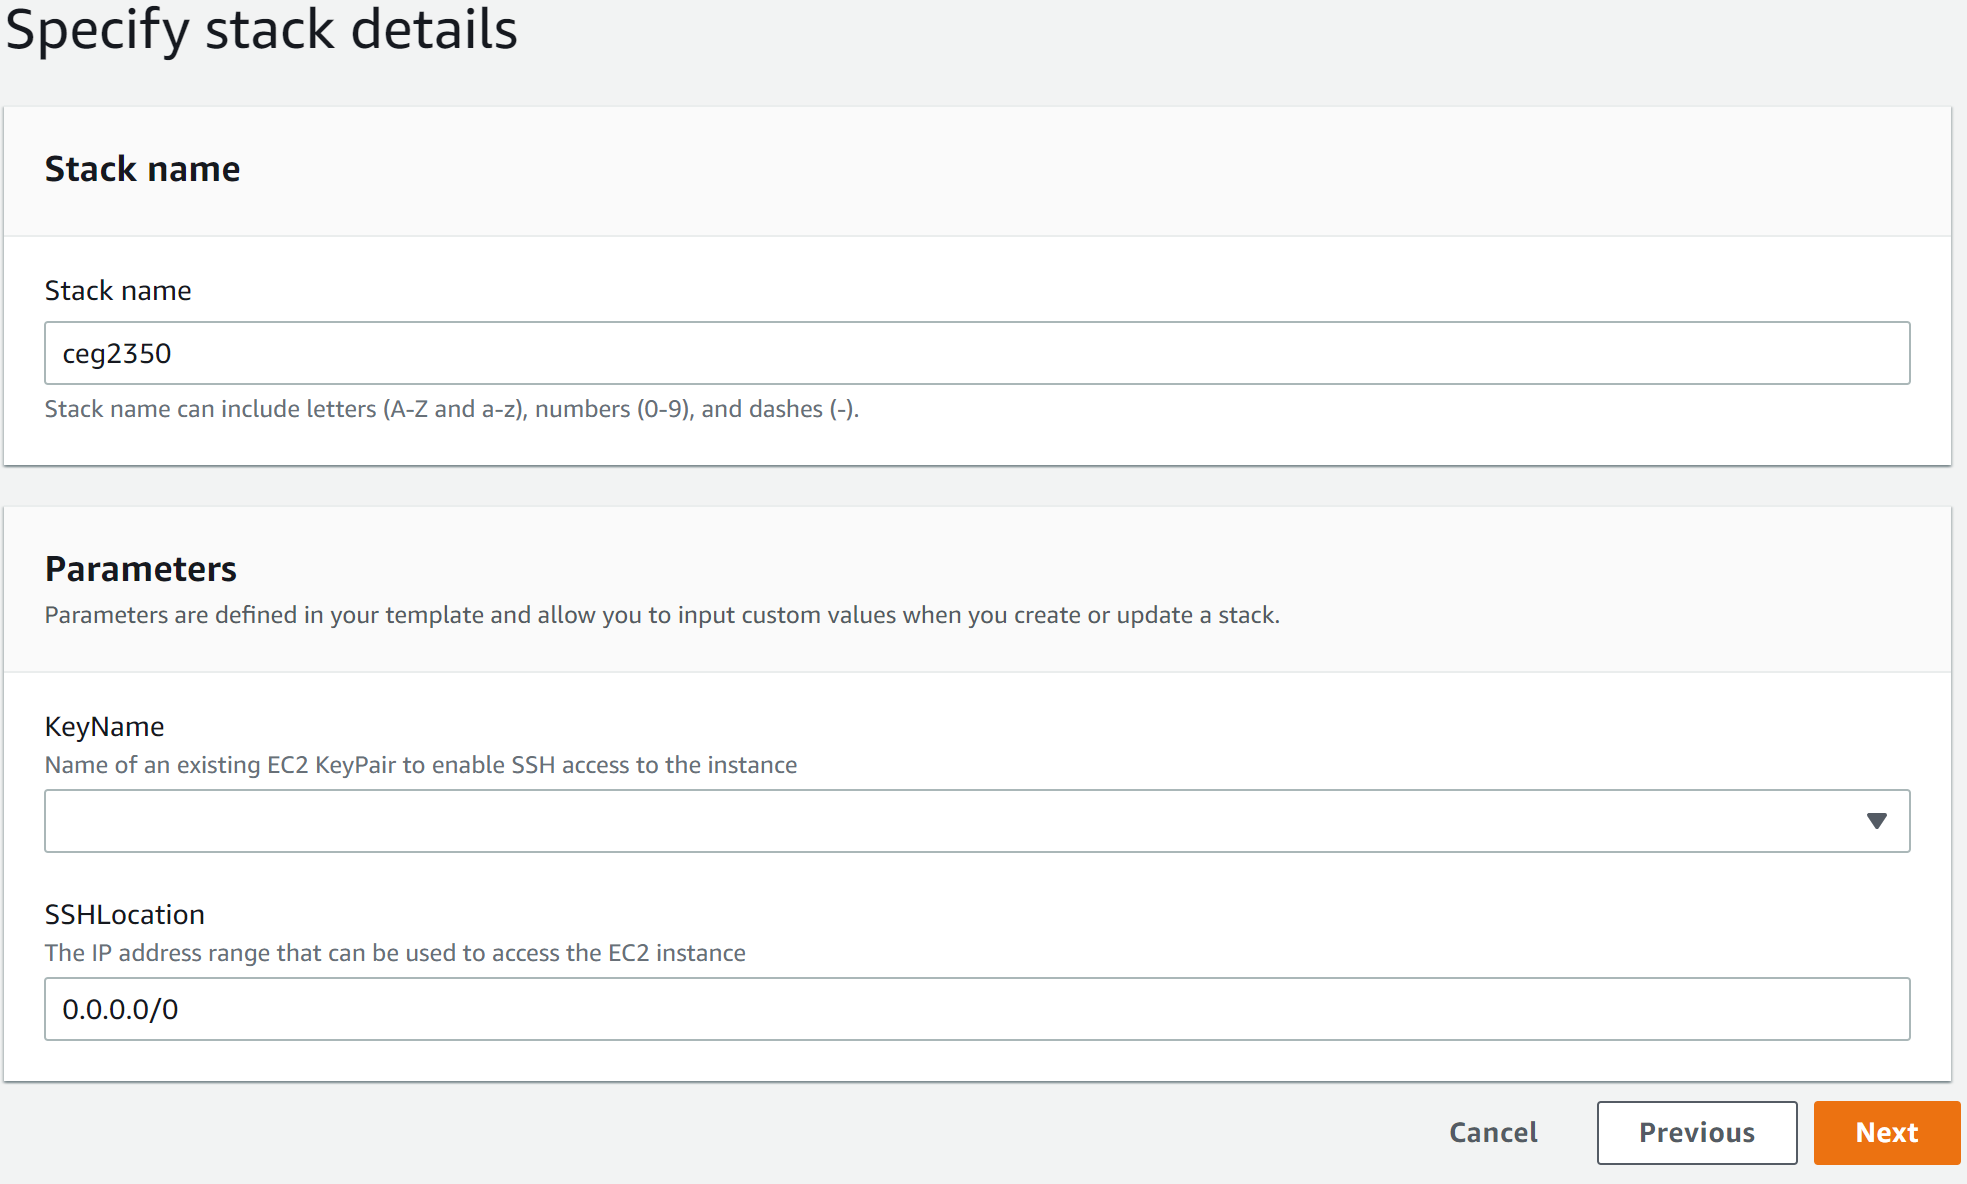 Specify stack details
Stack name
Stack name
ceg2350
Stack name can include letters (A-Z and a-z), numbers (0-9), and dashes (-).
Parameters
Parameters are defined in your template and allow you to input custom values when you create or update a stack.
KeyName
Name of an existing EC2 KeyPair to enable SSH access to the instance
SSHLocation
The IP address range that can be used to access the EC2 instance
0.0.0.0/0
Cancel Previous Next